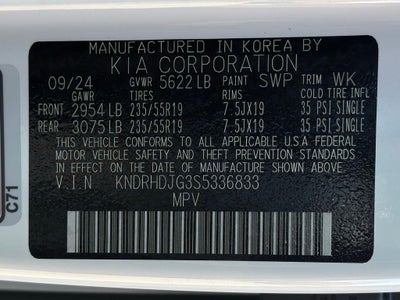 MANUFACTURED IN KOREA BY
KIA CORPORATION
09/24 GVWR 5622 LB PAINT SWP TRIM WK
GAWR TIRES RIMS COLD TIRE INFL
FRONT 2954 LB 235/55R19 7.5JX19 35 PSI SINGLE
REAR 3075 LB 235/55R19 7.5JX19 35 PSI SINGLE
THIS VEHICLE CONFORMS TO ALL APPLICABLE U.S.A FEDERAL
MOTOR VEHICLE SAFETY AND THEFT PREVENTION STANDARDS
IN EFFECT ON THE DATE OF MANUFACTURE SHOWN ABOVE.
V.I.N KNDRHDJG3S5336833
MPV
C71